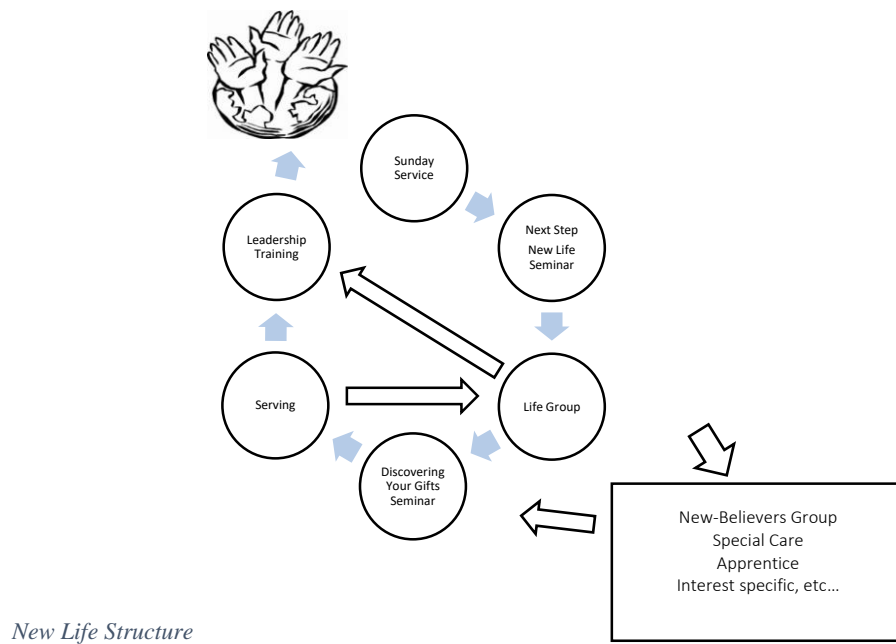 Sunday
Service
Next Step
New Life
Seminar
Life Group
Discovering
Your Gifts
Seminar
Serving
Leadership
Training
New-Believers Group
Special Care
Apprentice
Interest specific, etc…
New Life Structure